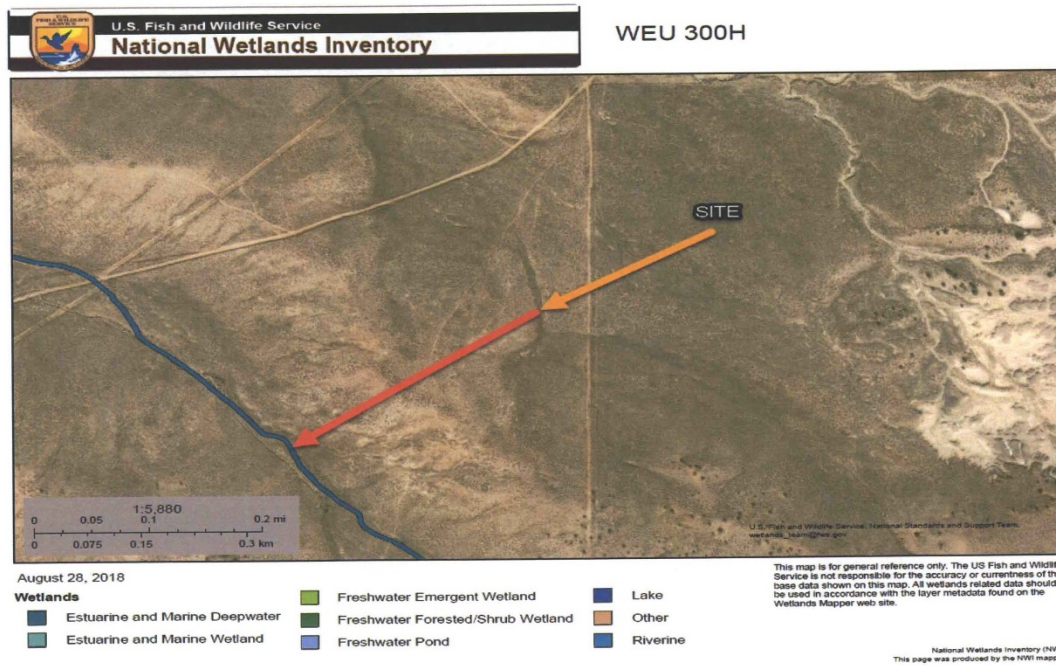 U.S.
FISH & WILDLIFE
SERVICE
U.S. Fish and Wildlife Service
National Wetlands Inventory
WEU 300H
SITE
1:5,880
0 0.05 0.1 0.2 mi
0 0.075 0.15 0.3 km
U.S. Fish and Wildlife Service, National Standards and Support Team,
wetlands_team@fws.gov
August 28, 2018
Wetlands
Estuarine and Marine Deepwater
Estuarine and Marine Wetland
Freshwater Emergent Wetland
Freshwater Forested/Shrub Wetland
Freshwater Pond
Lake
Other
Riverine
This map is for general reference only. The US Fish and Wildlif
Service is not responsible for the accuracy or currentness of th
base data shown on this map. All wetlands related data should
be used in accordance with the layer metadata found on the
Wetlands Mapper web site.
National Wetlands Inventory (NW
This page was produced by the NWI mapp